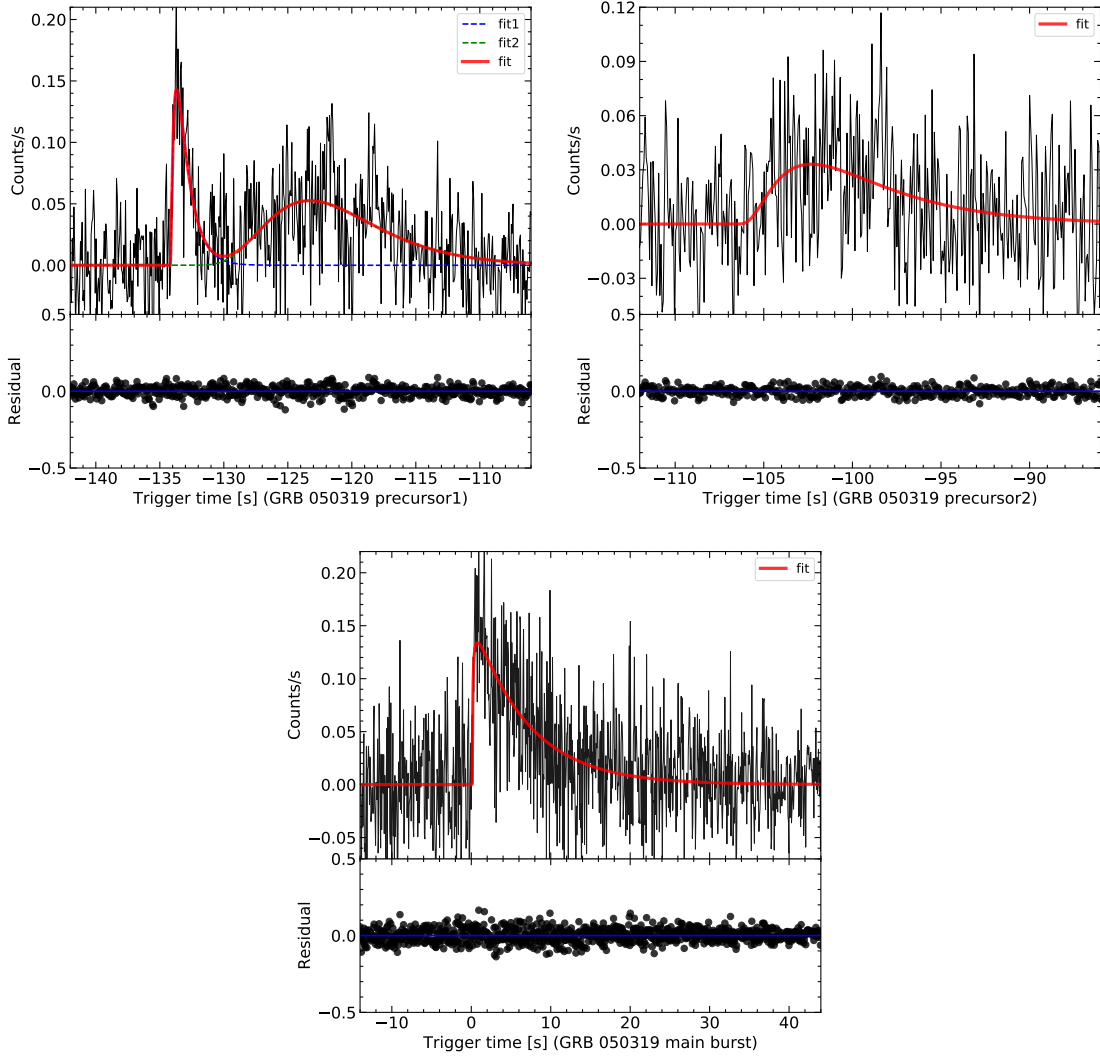 0.20
0.15
0.10
0.05
0.00
Counts/s
fit1
fit2
fit
0.5
0.0
−0.5
Residual
−140 −135 −130 −125 −120 −115 −110
Trigger time [s] (GRB 050319 precursor1)
0.12
0.09
0.06
0.03
0.00
−0.03
Counts/s
fit
0.5
0.0
−0.5
Residual
−110 −105 −100 −95 −90
Trigger time [s] (GRB 050319 precursor2)
0.20
0.15
0.10
0.05
0.00
−0.05
Counts/s
fit
0.5
0.0
−0.5
Residual
−10 0 10 20 30 40
Trigger time [s] (GRB 050319 main burst)